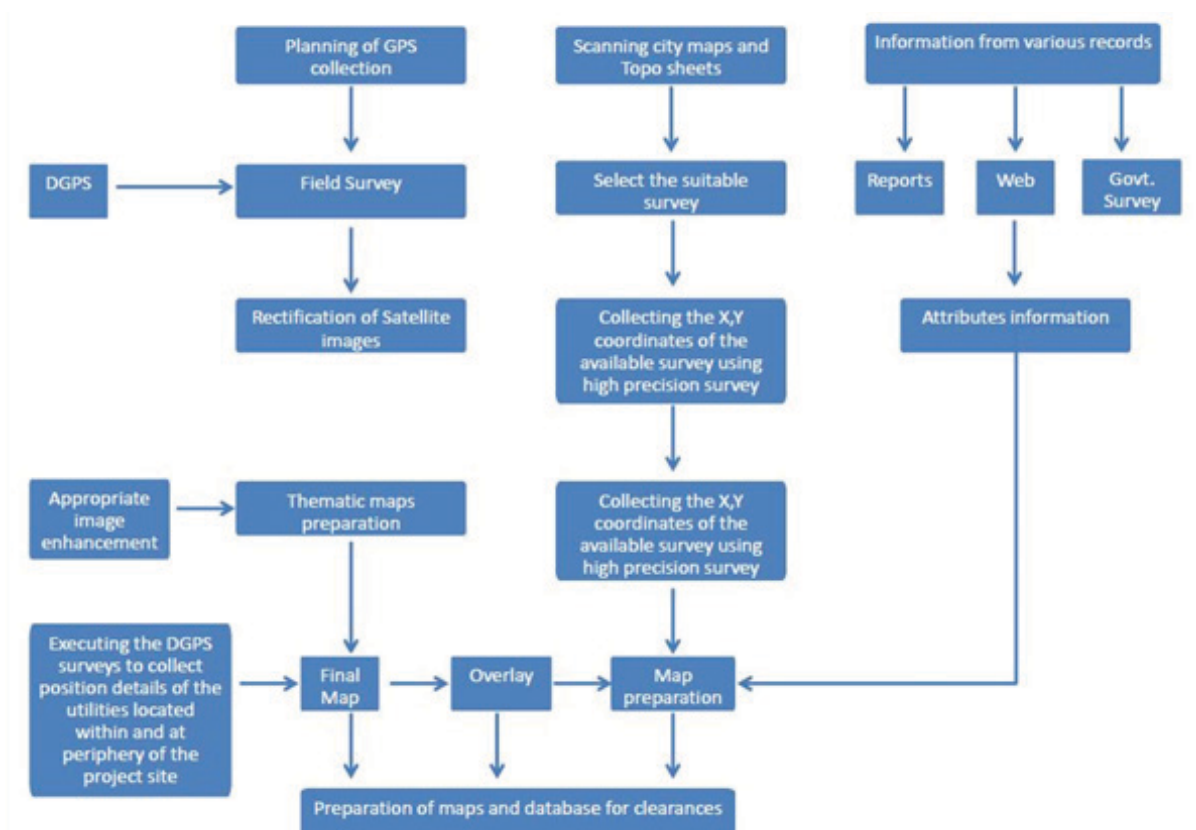 Planning of GPS
collection
Scanning city maps and
Topo sheets
Information from various records
DGPS
Field Survey
Select the suitable
survey
Reports
Web
Govt.
Survey
Rectification of Satellite
images
Collecting the X,Y
coordinates of the
available survey using
high precision survey
Attributes information
Appropriate
image
enhancement
Thematic maps
preparation
Collecting the X,Y
coordinates of the
available survey using
high precision survey
Executing the DGPS
surveys to collect
position details of the
utilities located
within and at
periphery of the
project site
Final
Map
Overlay
Map
preparation
Preparation of maps and database for clearances